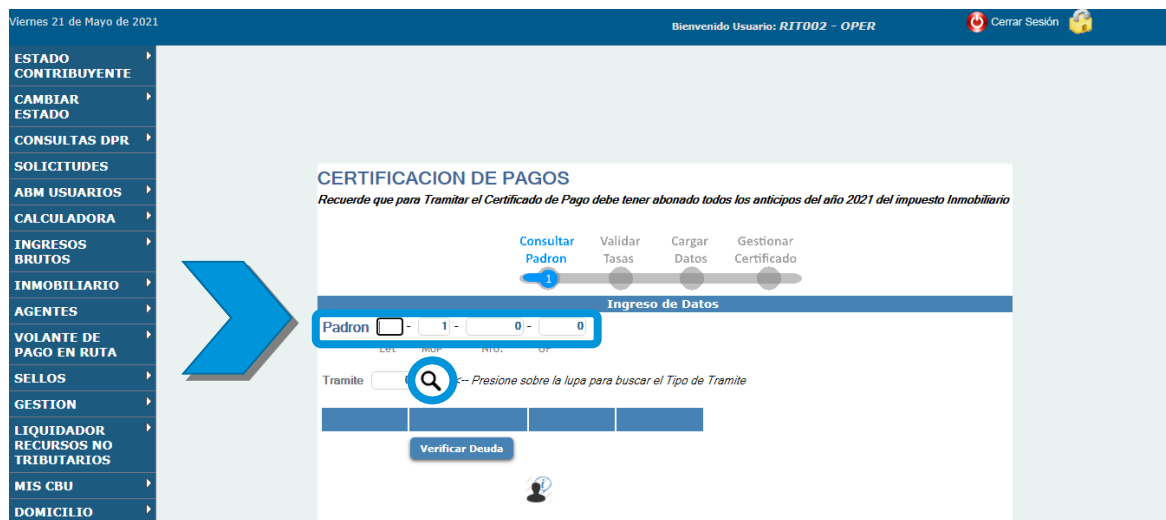 Viernes 21 de Mayo de 2021
Bienvenido Usuario: RIT002 - OPER
Cerrar Sesión
ESTADO
CONTRIBUYENTE
CAMBIAR
ESTADO
CONSULTAS DPR
SOLICITUDES
ABM USUARIOS
CALCULADORA
INGRESOS
BRUTOS
INMOBILIARIO
AGENTES
VOLANTE DE
PAGO EN RUTA
SELLOS
GESTION
LIQUIDADOR
RECURSOS NO
TRIBUTARIOS
MIS CBU
DOMICILIO
CERTIFICACION DE PAGOS
Recuerde que para Tramitar el Certificado de Pago debe tener abonado todos los anticipos del año 2021 del impuesto Inmobiliario
Consultar Padron
Validar Tasas
Cargar Datos
Gestionar Certificado
1
Ingreso de Datos
Padron - 1 - 0 - 0
Tramite <-- Presione sobre la lupa para buscar el Tipo de Tramite
Verificar Deuda